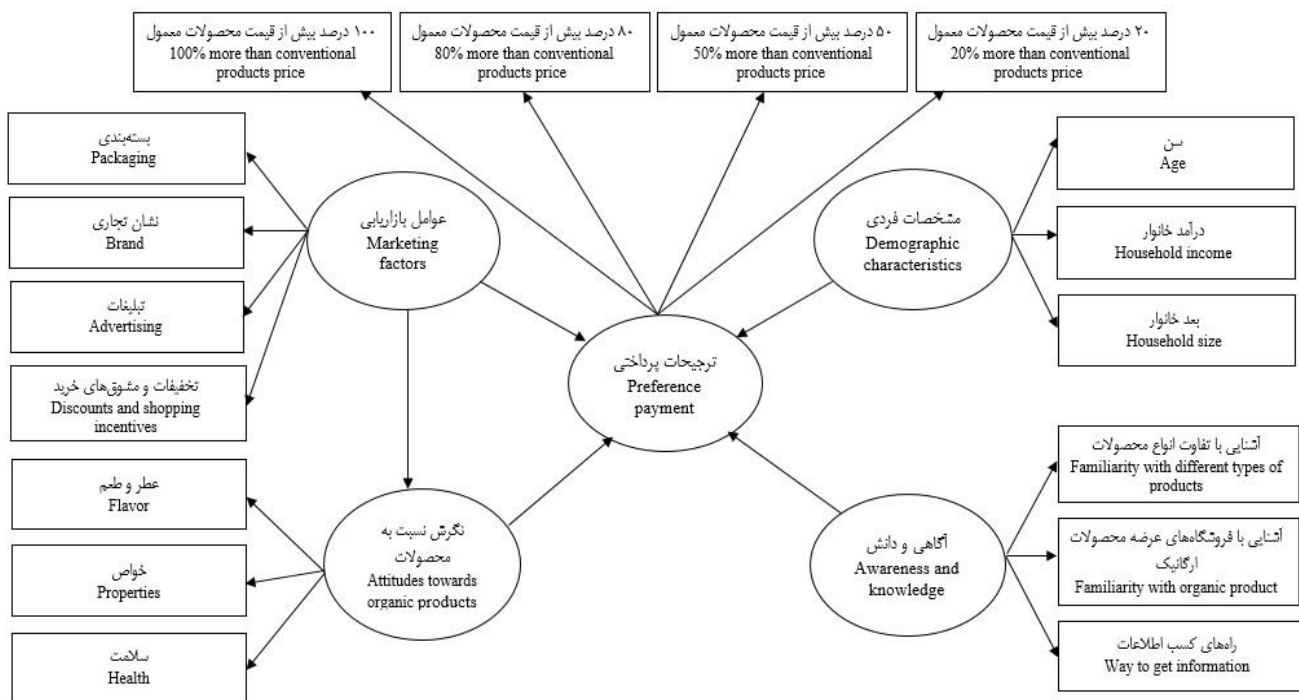 ۱۰۰ درصد بیش از قیمت محصولات معمول
100% more than conventional
products price
۸۰ درصد بیش از قیمت محصولات معمول
80% more than conventional
products price
۵۰ درصد بیش از قیمت محصولات معمول
50% more than conventional
products price
۲۰ درصد بیش از قیمت محصولات معمول
20% more than conventional
products price
بسته‌بندی
Packaging
نشان تجاری
Brand
تبلیغات
Advertising
تخفیفات و مشوق‌های خرید
Discounts and shopping
incentives
عوامل بازاریابی
Marketing
factors
مشخصات فردی
Demographic
characteristics
سن
Age
درآمد خانوار
Household income
بعد خانوار
Household size
ترجیحات پرداختی
Preference
payment
عطر و طعم
Flavor
خواص
Properties
سلامت
Health
نگرش نسبت به
محصولات
Attitudes towards
organic products
آگاهی و دانش
Awareness and
knowledge
آشنایی با تفاوت انواع محصولات
Familiarity with different types of
products
آشنایی با فروشگاه‌های عرضه محصولات
ارگانیک
Familiarity with organic product
راه‌های کسب اطلاعات
Way to get information